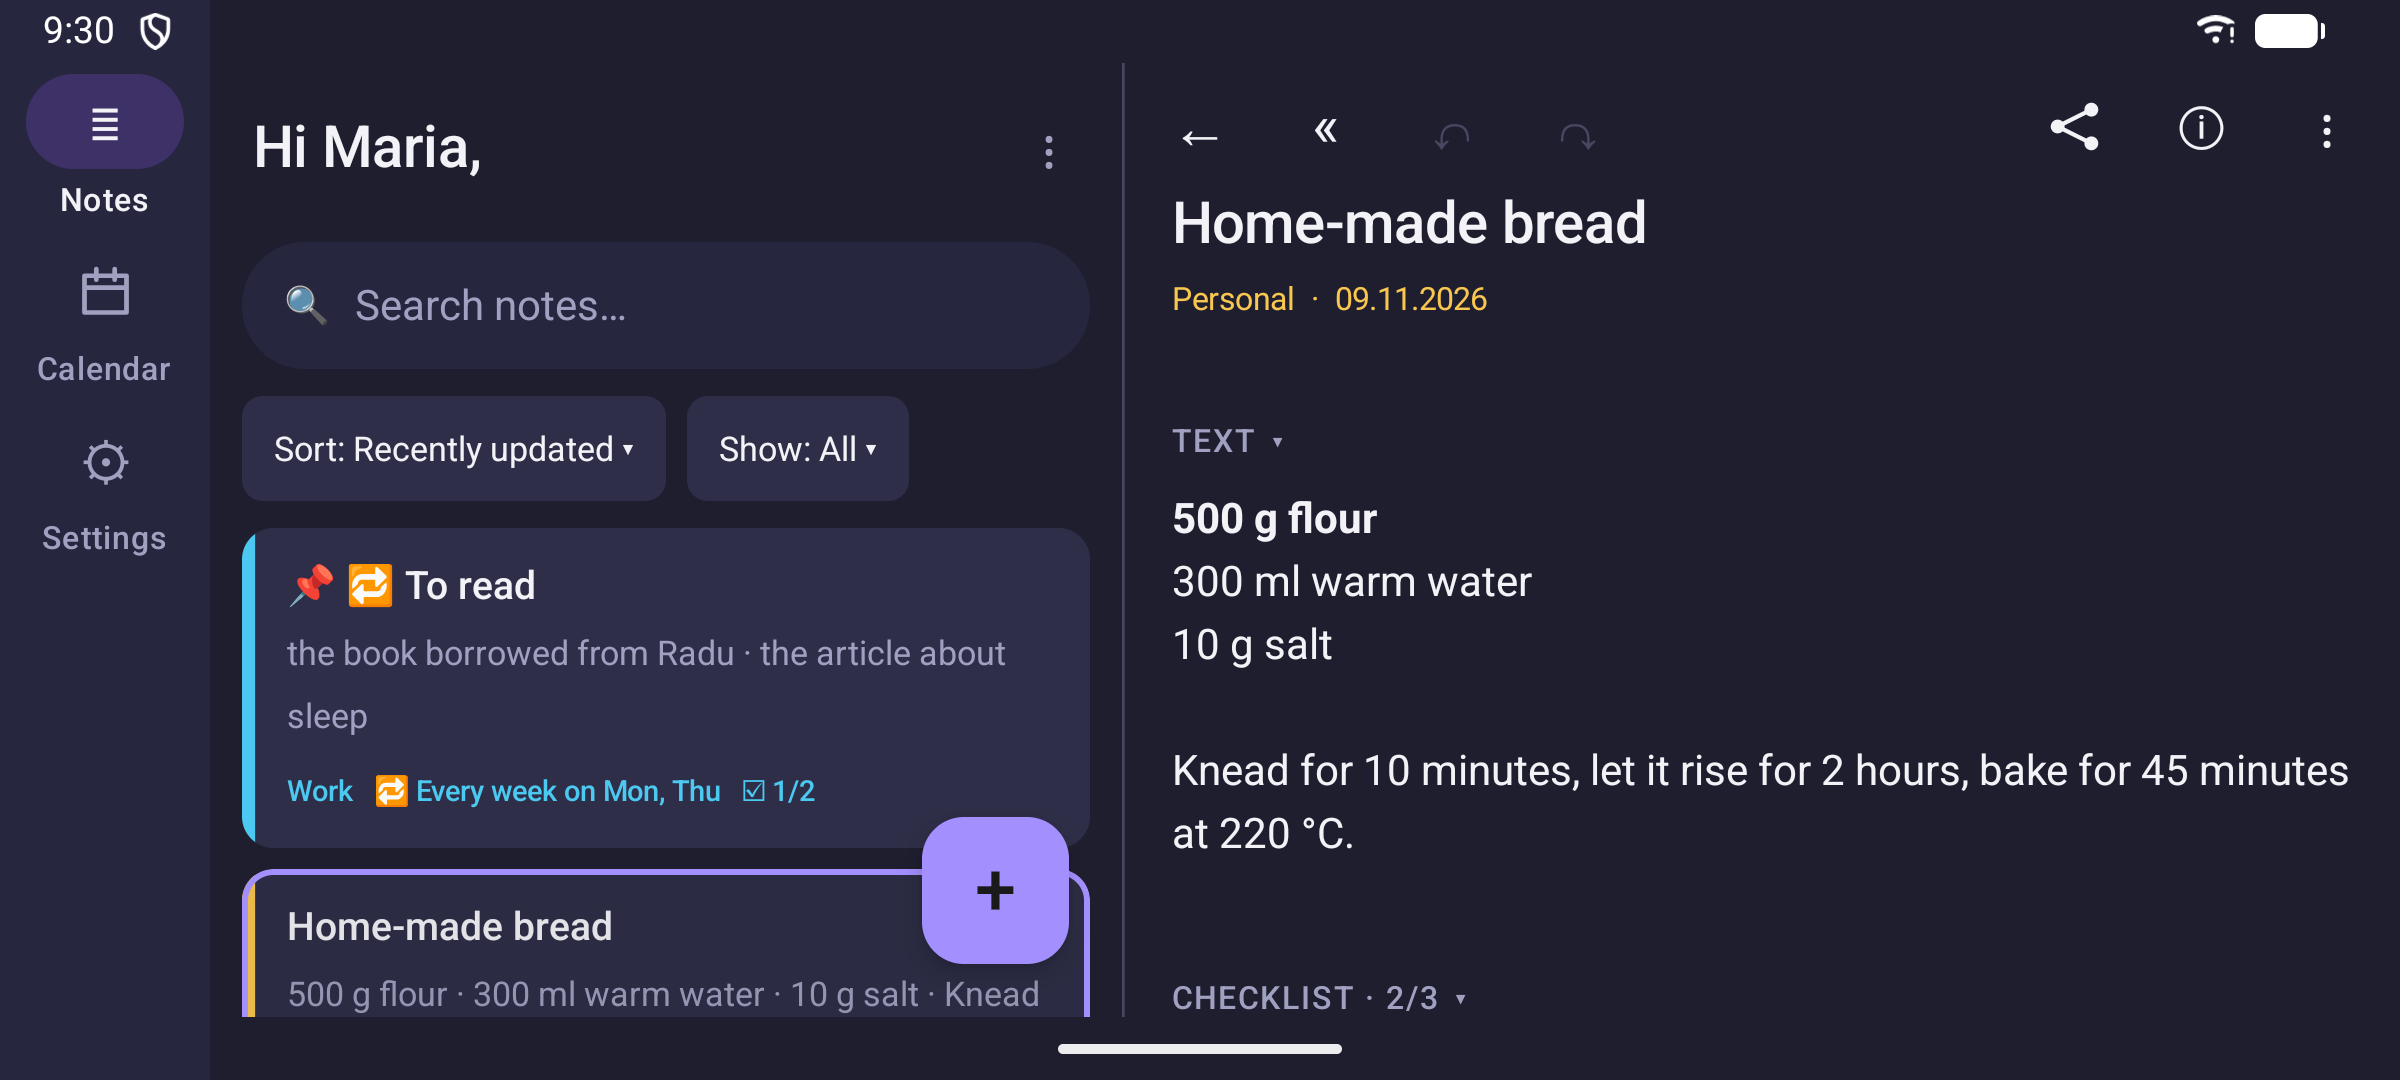 9:30
Notes
Calendar
Settings
Hi Maria,
🔍 Search notes...
Sort: Recently updated ▾
Show: All ▾
📌 🔁 To read
the book borrowed from Radu · the article about
sleep
Work 🔁 Every week on Mon, Thu ☑ 1/2
+
Home-made bread
500 g flour · 300 ml warm water · 10 g salt · Knead
Home-made bread
Personal · 09.11.2026
TEXT ▾
500 g flour
300 ml warm water
10 g salt
Knead for 10 minutes, let it rise for 2 hours, bake for 45 minutes
at 220 °C.
CHECKLIST · 2/3 ▾